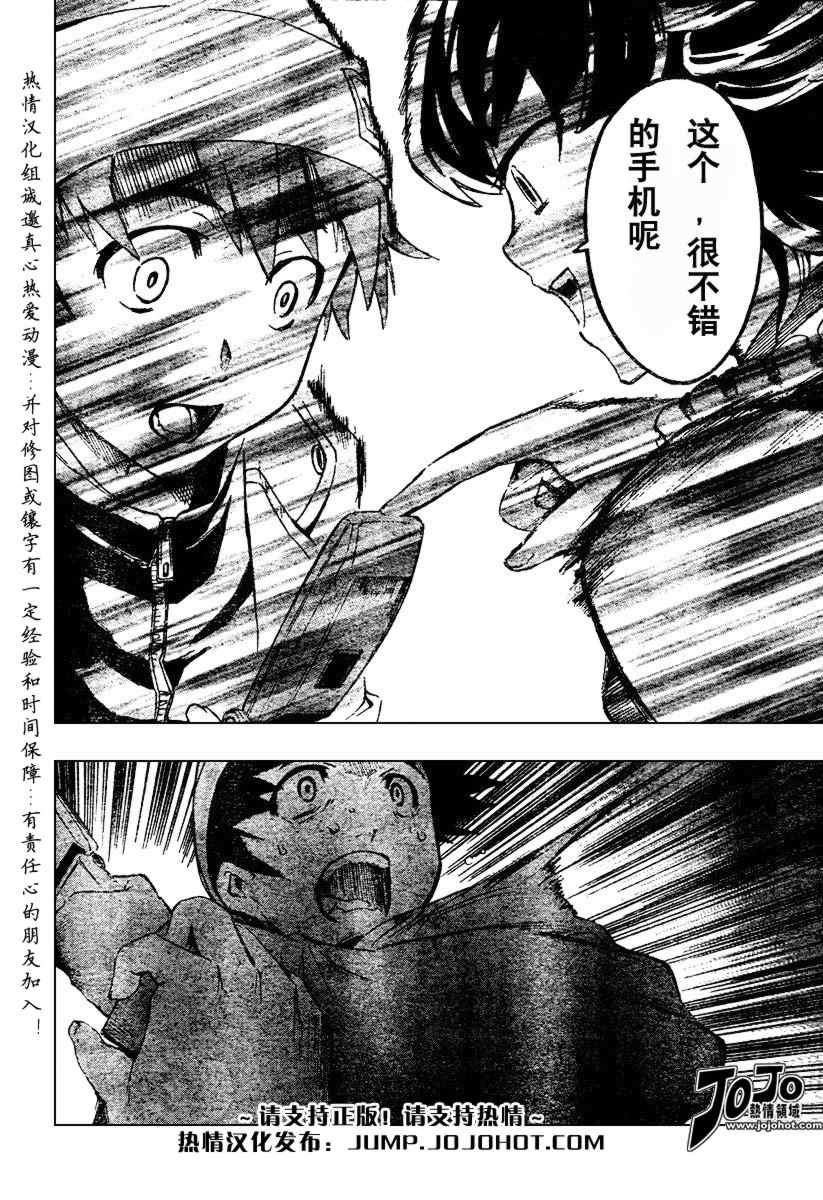 这个，很不错
的手机呢
热情汉化组诚邀真心热爱动漫…并对修图或镶字有一定经验和时间保障…有责任心的朋友加入！
~请支持正版！请支持热情~
热情汉化发布：JUMP.JOJOHOT.COM
JOJO
熱情領域
www.jojohot.com